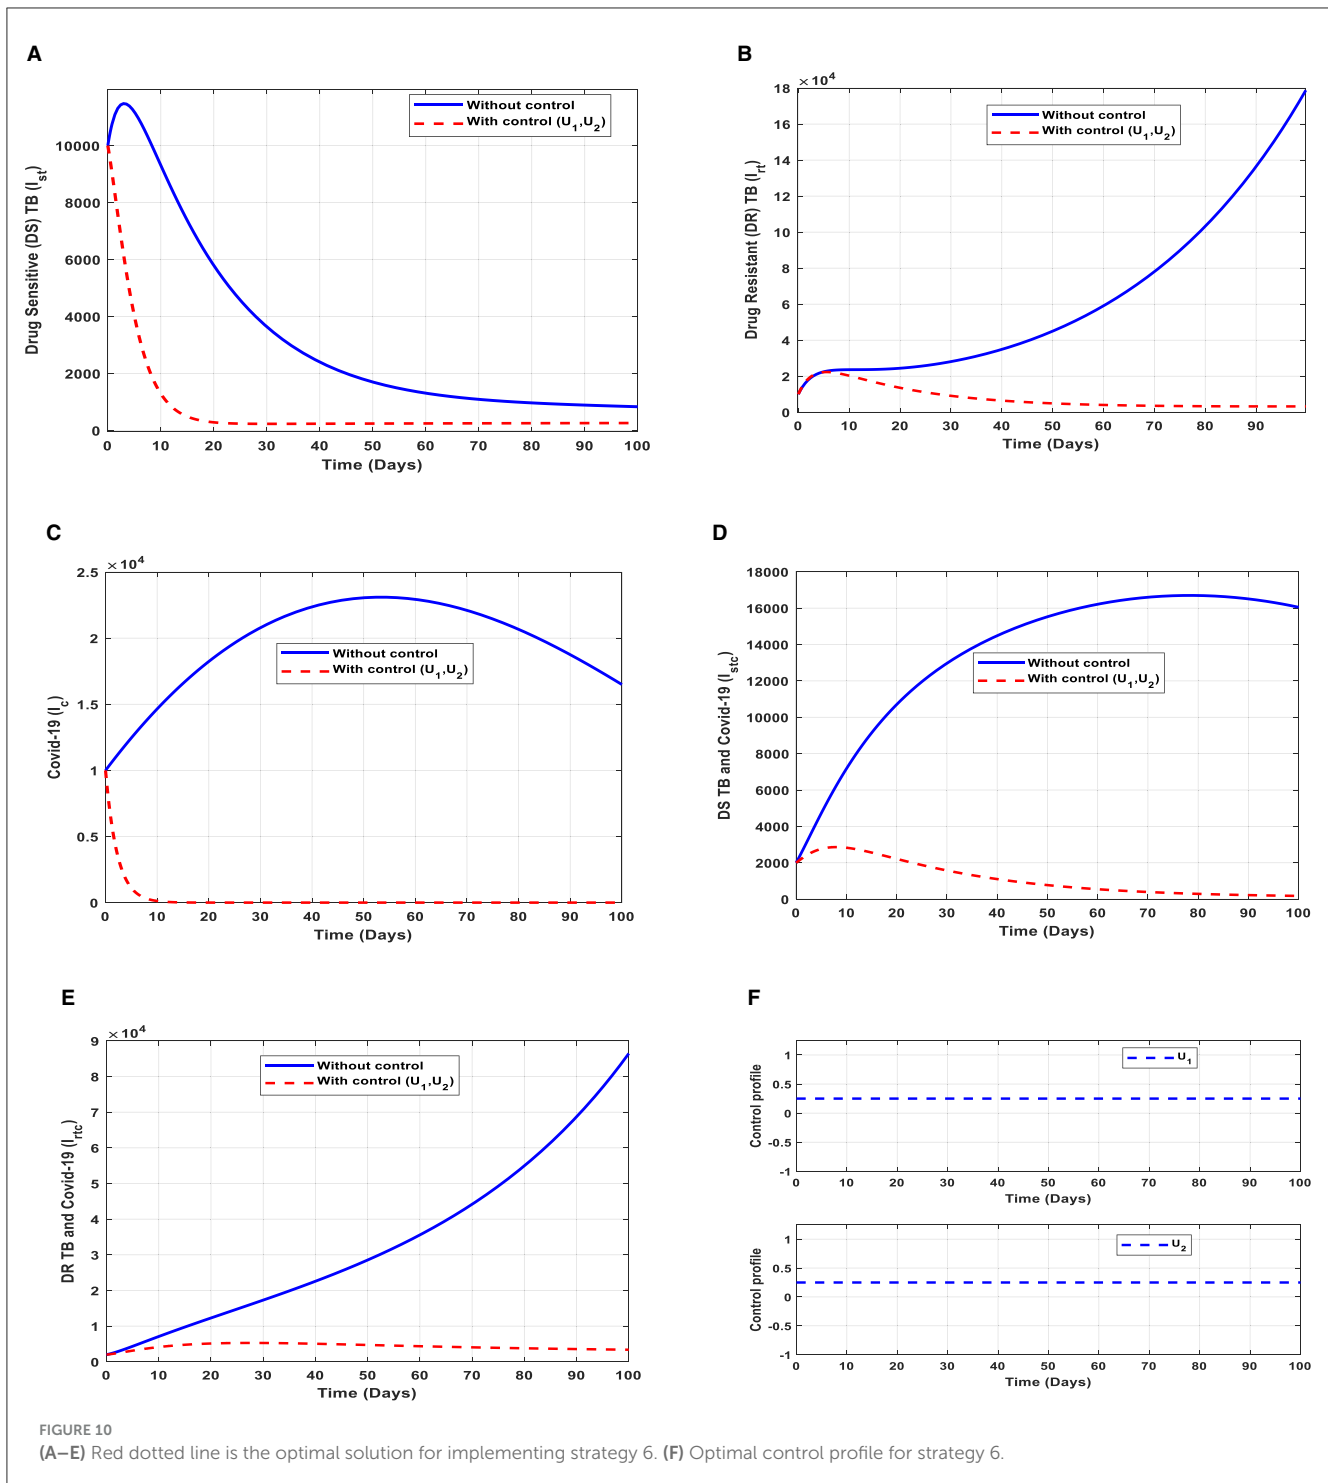 A
Without control
With control (U1,U2)
10000
8000
6000
4000
2000
0
0 10 20 30 40 50 60 70 80 90 100
Time (Days)
Drug Sensitive (DS) TB (Ist)
B
×10^4
Without control
With control (U1,U2)
18
16
14
12
10
8
6
4
2
0
0 10 20 30 40 50 60 70 80 90
Time (Days)
Drug Resistant (DR) TB (Irt)
C
×10^4
Without control
With control (U1,U2)
2.5
2
1.5
1
0.5
0
0 10 20 30 40 50 60 70 80 90 100
Time (Days)
Covid-19 (Ic)
D
Without control
With control (U1,U2)
18000
16000
14000
12000
10000
8000
6000
4000
2000
0
0 10 20 30 40 50 60 70 80 90 100
Time (Days)
DS TB and Covid-19 (Istc)
E
×10^4
Without control
With control (U1,U2)
9
8
7
6
5
4
3
2
1
0
0 10 20 30 40 50 60 70 80 90 100
Time (Days)
DR TB and Covid-19 (Irtc)
F
U1
1
0.5
0
-0.5
-1
0 10 20 30 40 50 60 70 80 90 100
Time (Days)
Control profile
U2
1
0.5
0
-0.5
-1
0 10 20 30 40 50 60 70 80 90 100
Time (Days)
Control profile
FIGURE 10
(A–E) Red dotted line is the optimal solution for implementing strategy 6. (F) Optimal control profile for strategy 6.